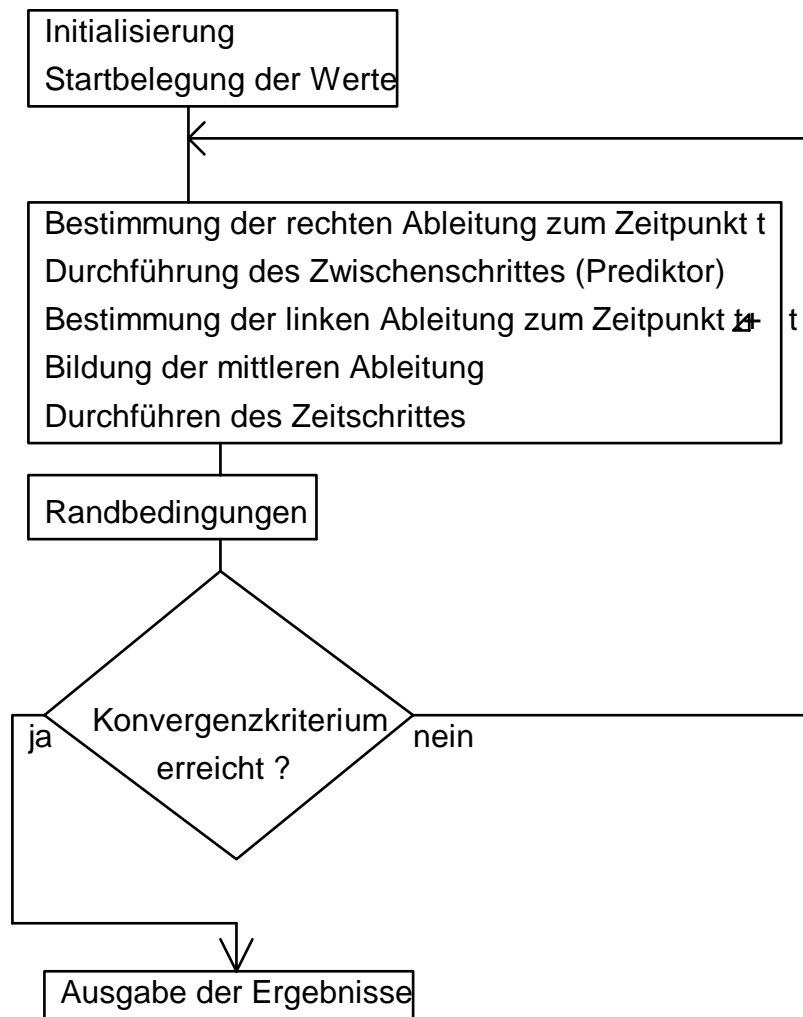 Initialisierung
Startbelegung der Werte
Bestimmung der rechten Ableitung zum Zeitpunkt t
Durchführung des Zwischenschrittes (Prediktor)
Bestimmung der linken Ableitung zum Zeitpunkt t+ t
Bildung der mittleren Ableitung
Durchführen des Zeitschrittes
Randbedingungen
Konvergenzkriterium
erreicht ?
ja
nein
Ausgabe der Ergebnisse